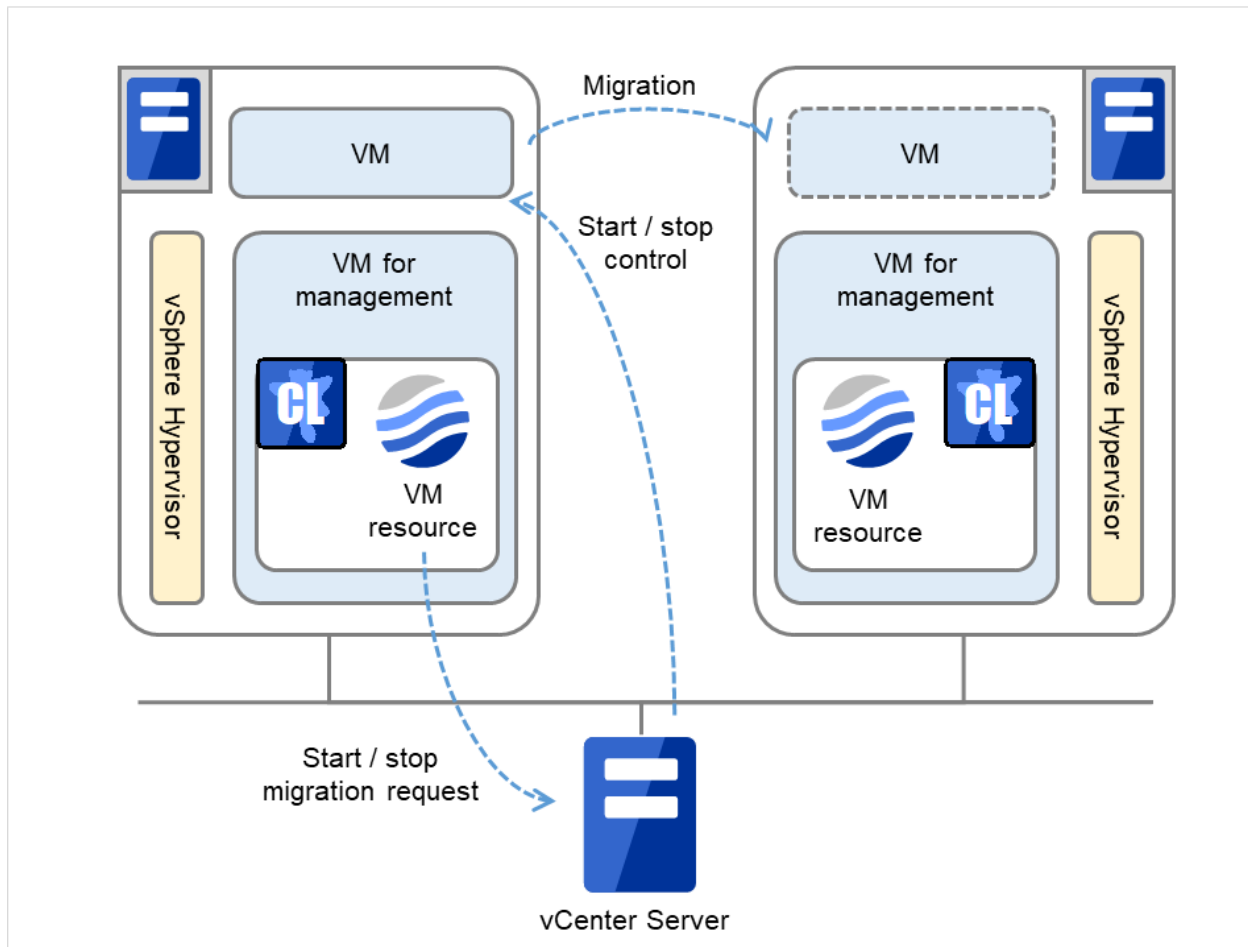 Migration
VM
VM
Start / stop
control
VM for
management
VM for
management
vSphere Hypervisor
vSphere Hypervisor
CL
CL
VM
resource
VM
resource
Start / stop
migration request
vCenter Server